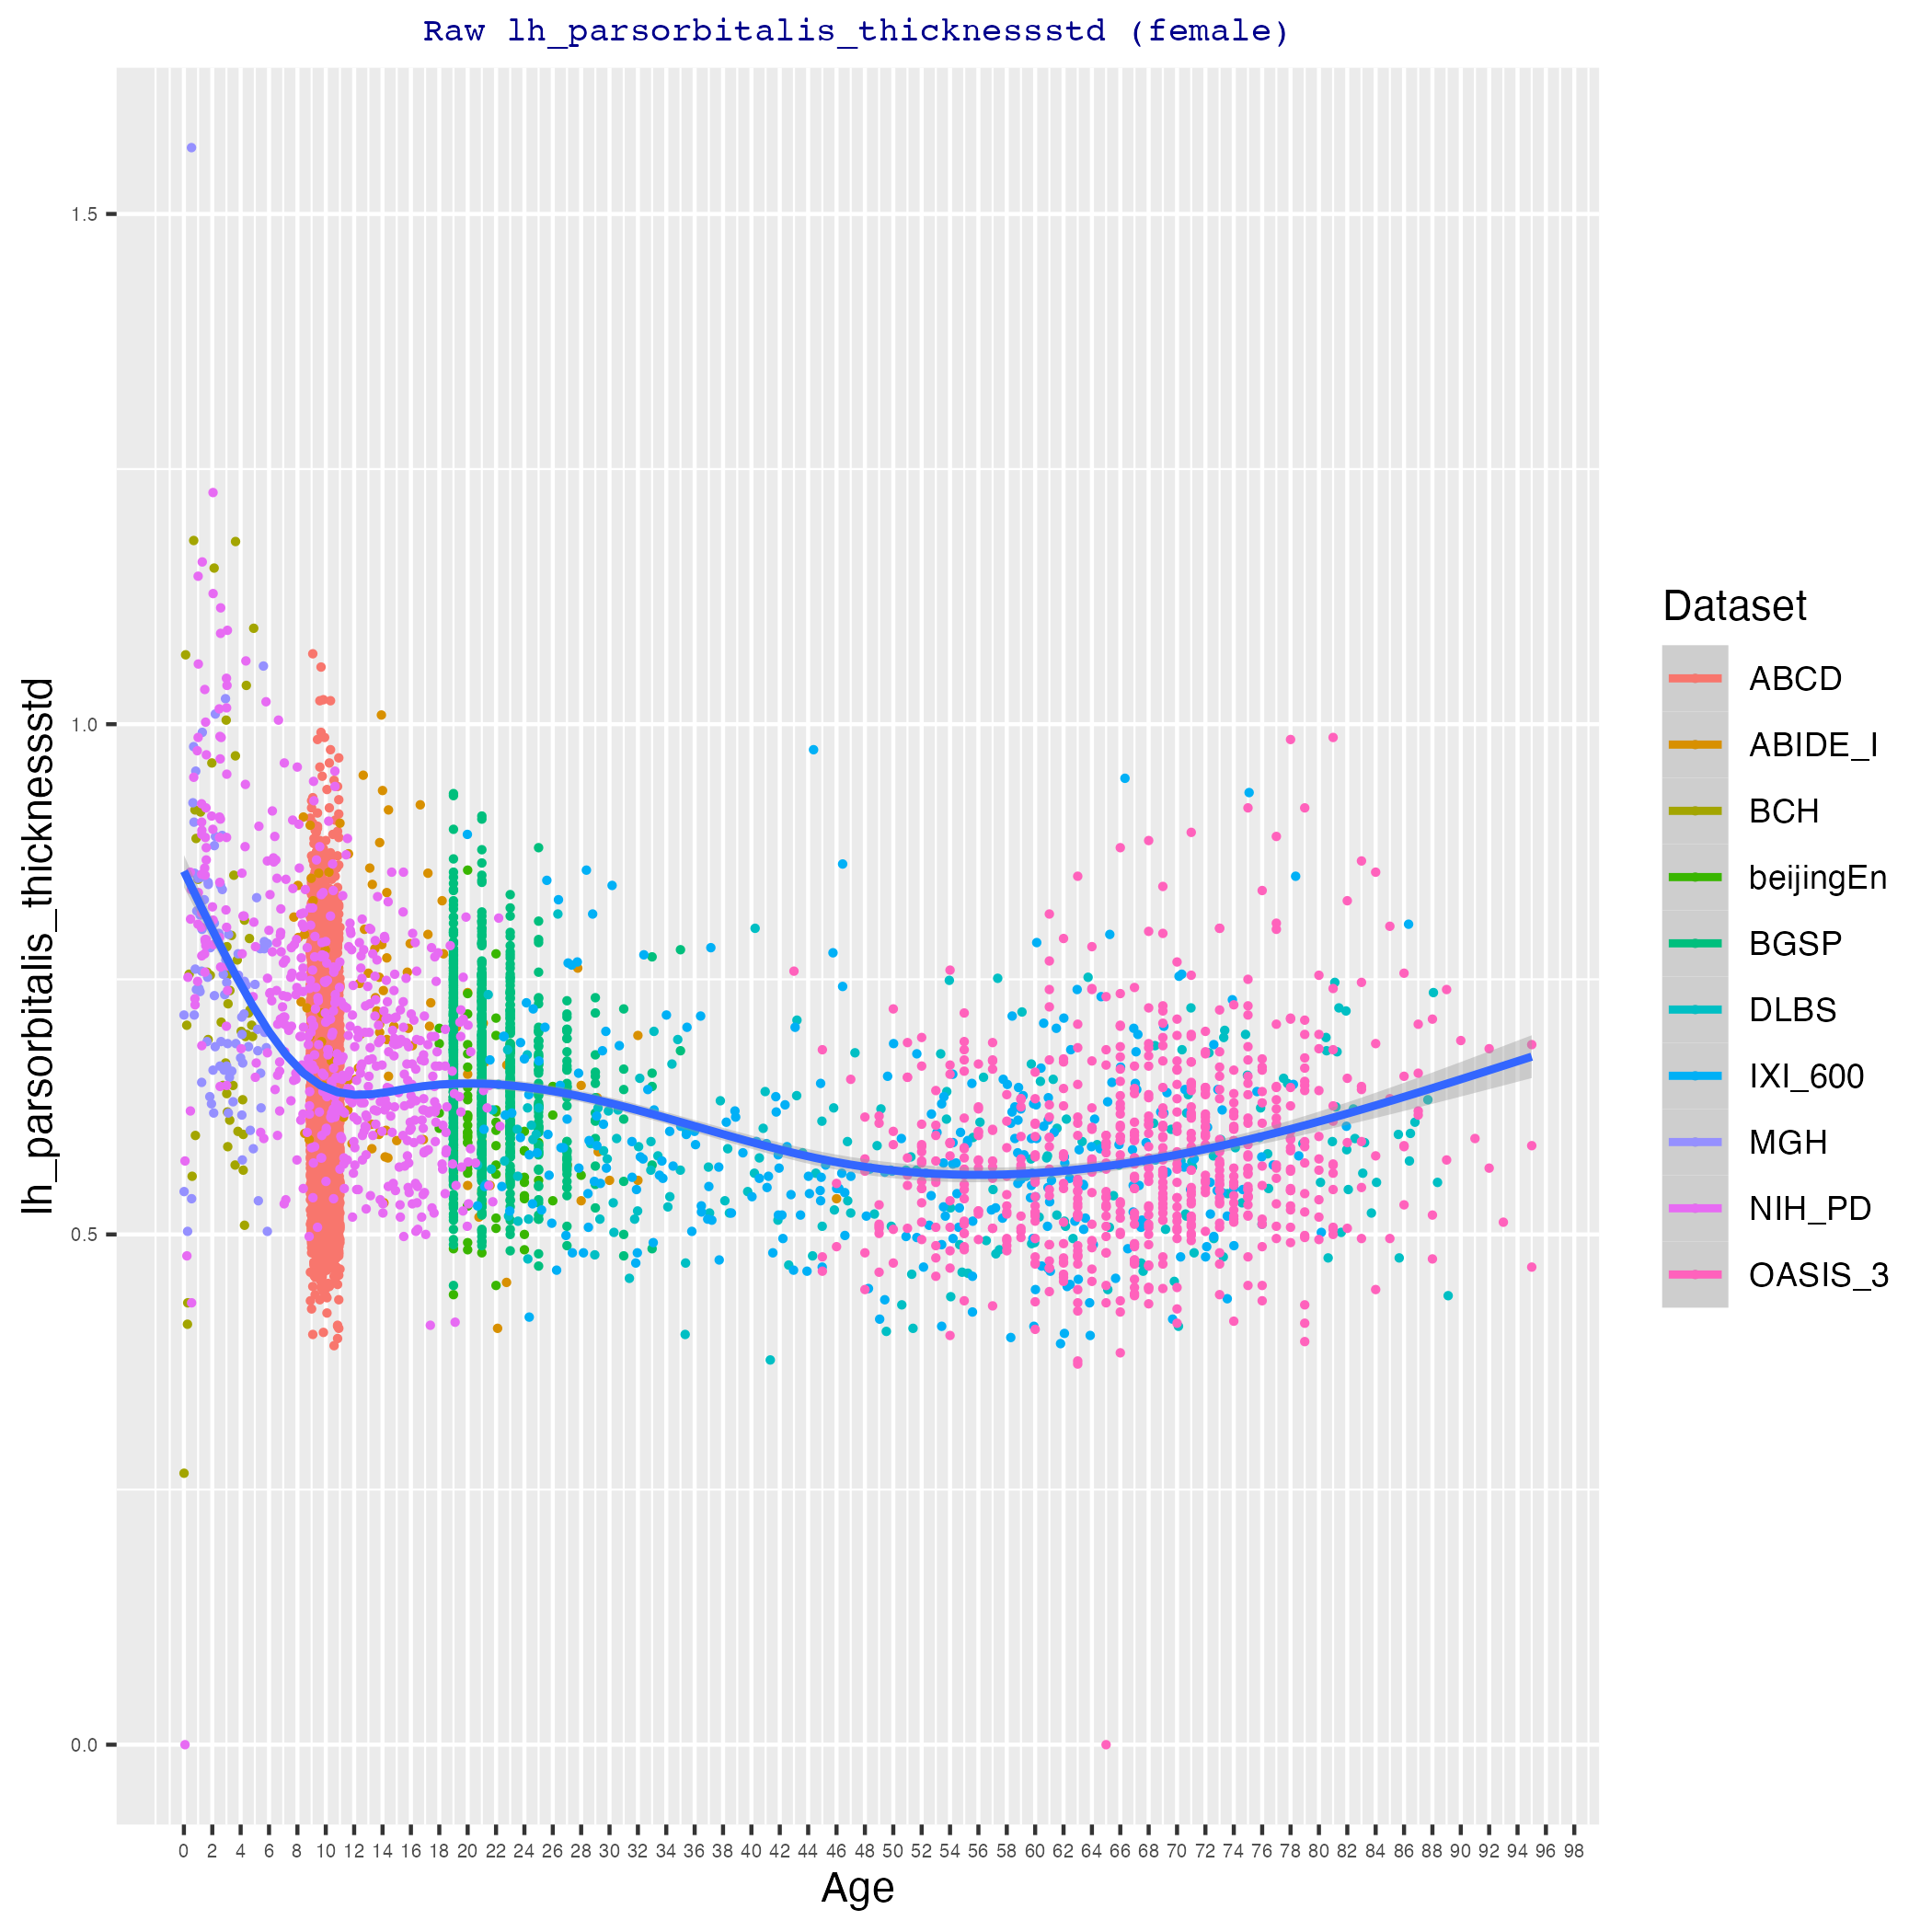 Raw lh_parsorbitalis_thicknessstd (female)
lh_parsorbitalis_thicknessstd
1.5
1.0
0.5
0.0
0 2 4 6 8 10 12 14 16 18 20 22 24 26 28 30 32 34 36 38 40 42 44 46 48 50 52 54 56 58 60 62 64 66 68 70 72 74 76 78 80 82 84 86 88 90 92 94 96 98
Age
Dataset
ABCD
ABIDE_I
BCH
beijingEn
BGSP
DLBS
IXI_600
MGH
NIH_PD
OASIS_3